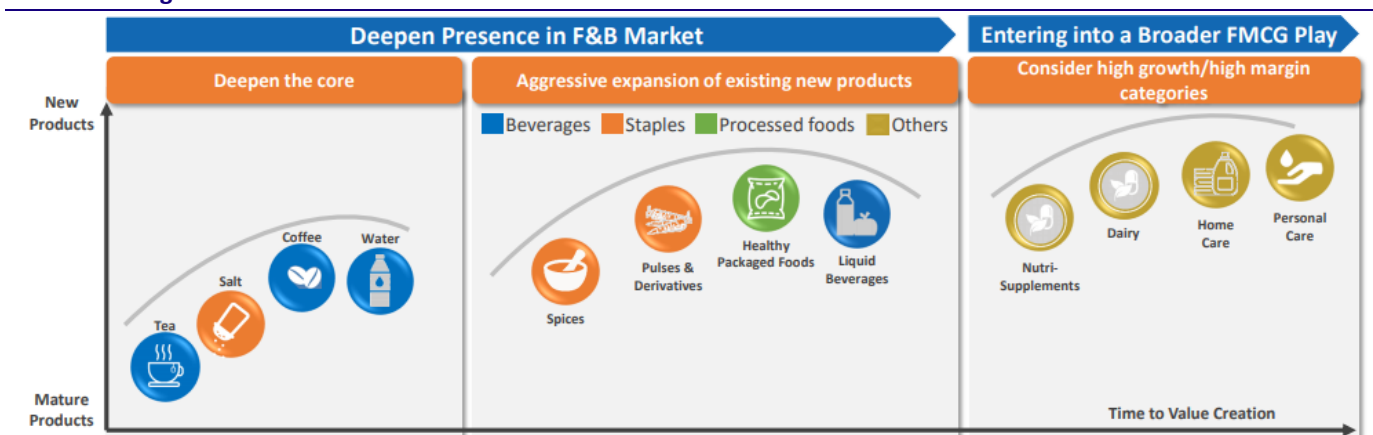 Deepen Presence in F&B Market
Entering into a Broader FMCG Play
Deepen the core
Aggressive expansion of existing new products
Consider high growth/high margin
categories
New
Products
Beverages Staples Processed foods Others
Coffee
Water
Salt
Tea
Spices
Pulses &
Derivatives
Healthy
Packaged Foods
Liquid
Beverages
Nutri-
Supplements
Dairy
Home
Care
Personal
Care
Mature
Products
Time to Value Creation